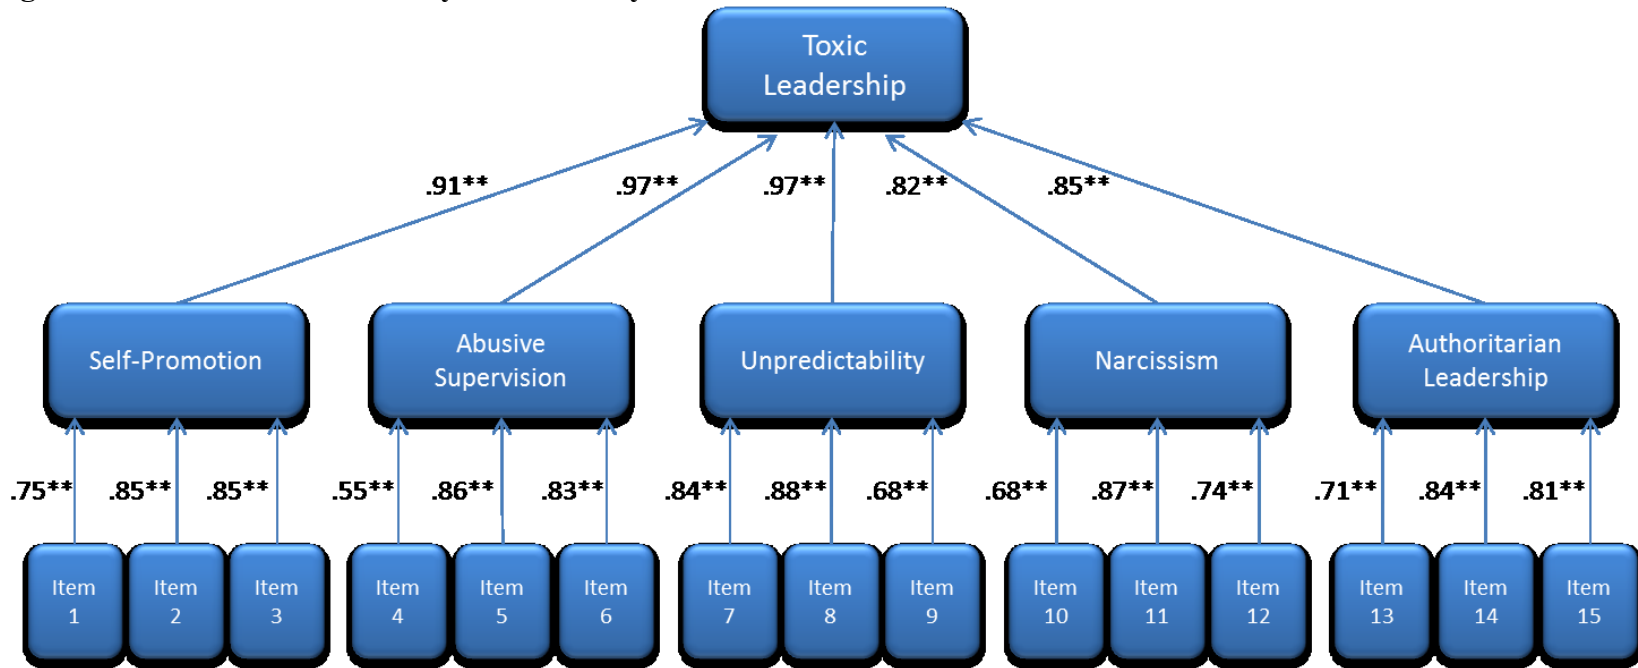 Toxic
Leadership
.91** .97** .97** .82** .85**
Self-Promotion
Abusive
Supervision
Unpredictability
Narcissism
Authoritarian
Leadership
.75** .85** .85** .55** .86** .83** .84** .88** .68** .68** .87** .74** .71** .84** .81**
Item
1
Item
2
Item
3
Item
4
Item
5
Item
6
Item
7
Item
8
Item
9
Item
10
Item
11
Item
12
Item
13
Item
14
Item
15